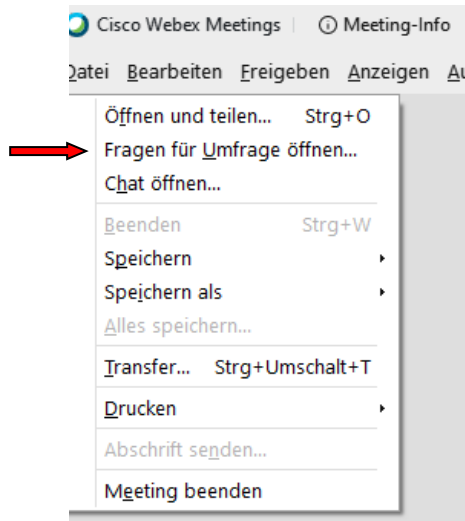 Cisco Webex Meetings Meeting-Info
Datei Bearbeiten Freigeben Anzeigen Au
Öffnen und teilen... Strg+O
Fragen für Umfrage öffnen...
Chat öffnen...
Beenden Strg+W
Speichern
Speichern als
Alles speichern...
Transfer... Strg+Umschalt+T
Drucken
Abschrift senden...
Meeting beenden